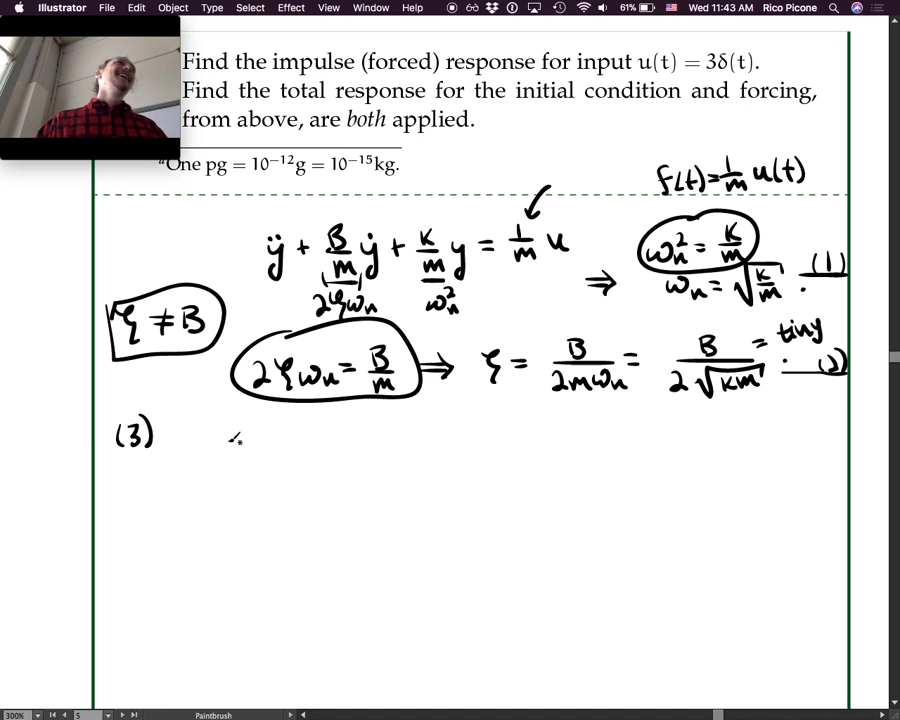 Illustrator File Edit Object Type Select Effect View Window Help 61% Wed 11:43 AM Rico Picone
Find the impulse (forced) response for input u(t) = 3δ(t).
Find the total response for the initial condition and forcing,
from above, are both applied.
ᵃOne pg = 10⁻¹²g = 10⁻¹⁵kg.
f(t) = 1/m u(t)
ÿ + B/m ẏ + K/m y = 1/m u ⇒ ωₙ² = K/m
2ζωₙ ωₙ² ωₙ = √(K/m) . (1)
ζ ≠ B
2ζωₙ = B/m ⇒ ζ = B/(2mωₙ) = B/(2√(Km)) = tiny . (2)
(3)
300% 5 Paintbrush